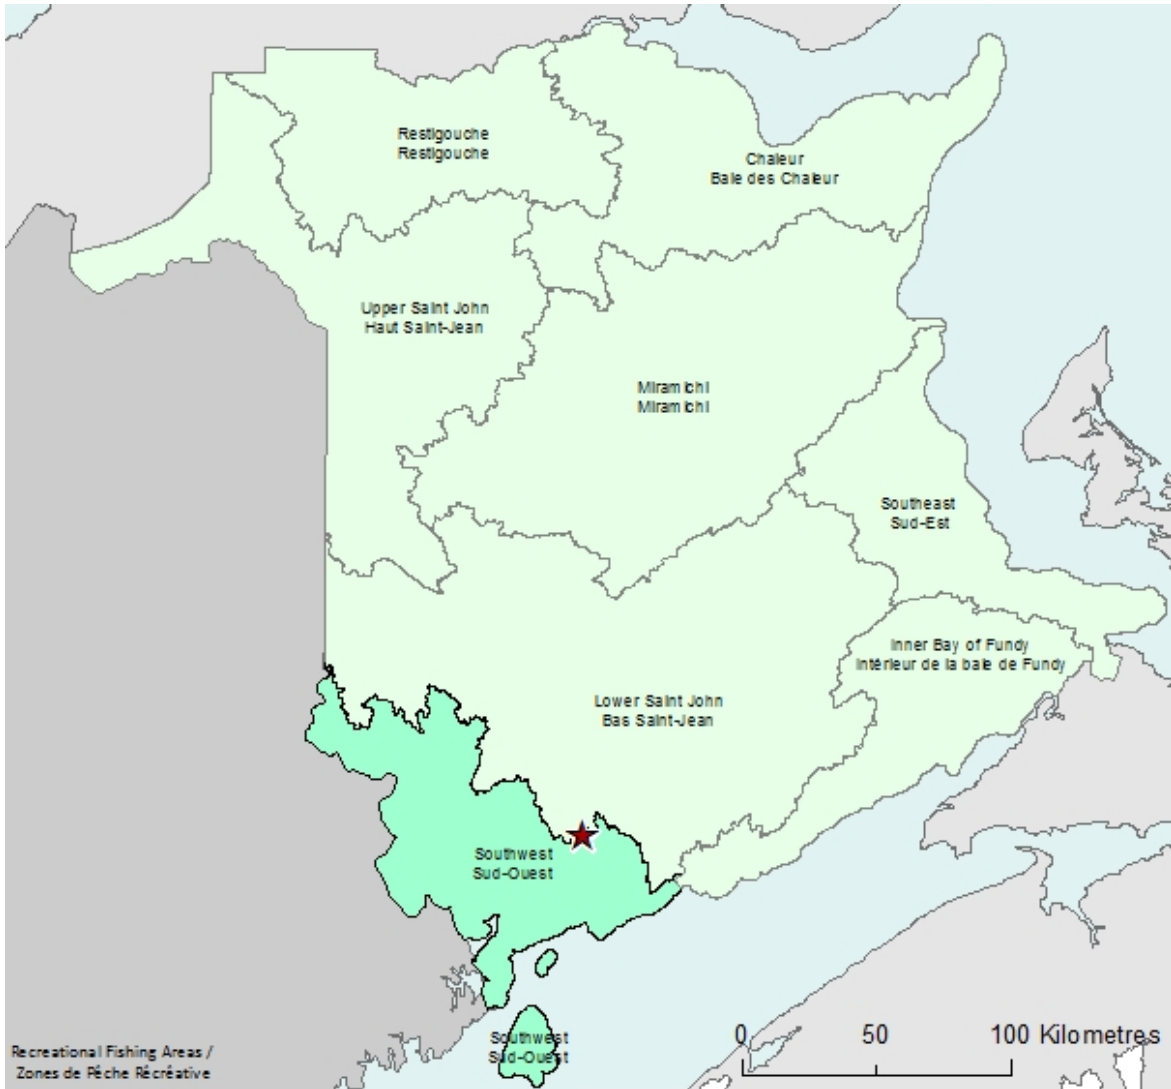 Restigouche
Restigouche
Chaleur
Baie des Chaleur
Upper Saint John
Haut Saint-Jean
Miramichi
Miramichi
Southeast
Sud-Est
Inner Bay of Fundy
Intérieur de la baie de Fundy
Lower Saint John
Bas Saint-Jean
Southwest
Sud-Ouest
Southwest
Sud-Ouest
0 50 100 Kilometres
Recreational Fishing Areas /
Zones de Pêche Récréative